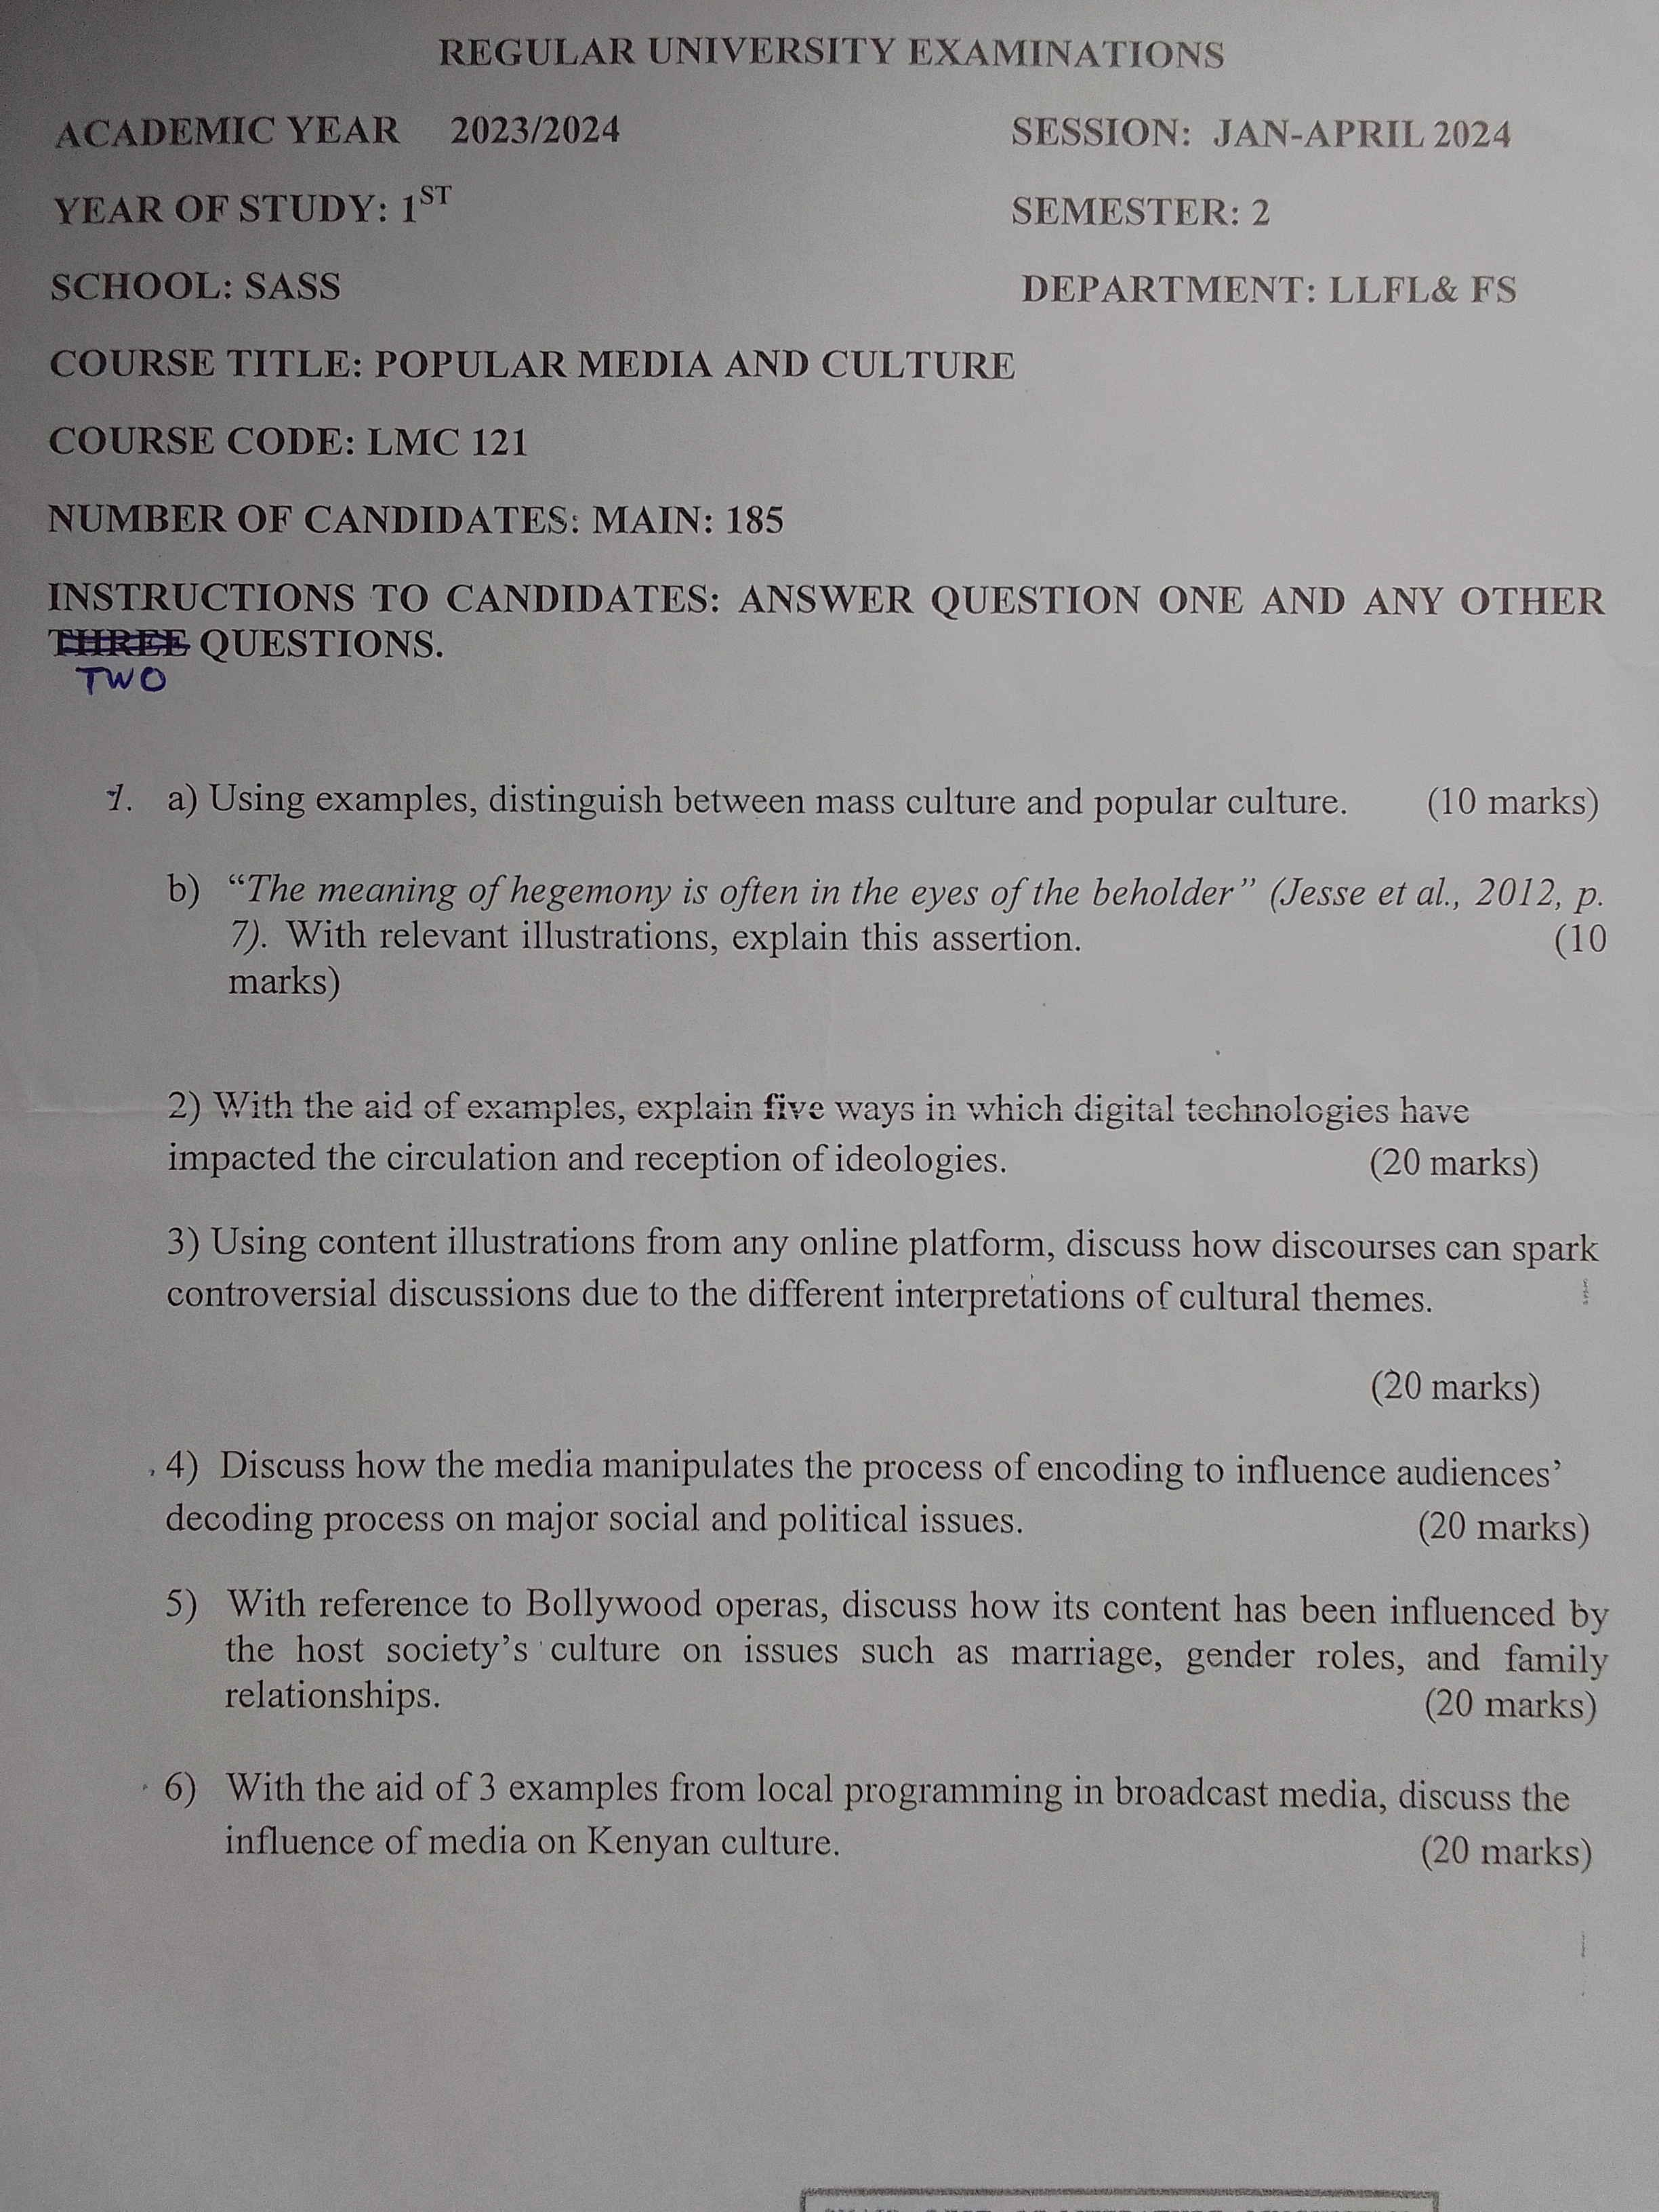 REGULAR UNIVERSITY EXAMINATIONS
ACADEMIC YEAR 2023/2024 SESSION: JAN-APRIL 2024
YEAR OF STUDY: 1ST SEMESTER: 2
SCHOOL: SASS DEPARTMENT: LLFL& FS
COURSE TITLE: POPULAR MEDIA AND CULTURE
COURSE CODE: LMC 121
NUMBER OF CANDIDATES: MAIN: 185
INSTRUCTIONS TO CANDIDATES: ANSWER QUESTION ONE AND ANY OTHER
THREE QUESTIONS.
TWO
1. a) Using examples, distinguish between mass culture and popular culture. (10 marks)
b) “The meaning of hegemony is often in the eyes of the beholder” (Jesse et al., 2012, p.
7). With relevant illustrations, explain this assertion. (10
marks)
2) With the aid of examples, explain five ways in which digital technologies have
impacted the circulation and reception of ideologies. (20 marks)
3) Using content illustrations from any online platform, discuss how discourses can spark
controversial discussions due to the different interpretations of cultural themes.
(20 marks)
4) Discuss how the media manipulates the process of encoding to influence audiences’
decoding process on major social and political issues. (20 marks)
5) With reference to Bollywood operas, discuss how its content has been influenced by
the host society’s culture on issues such as marriage, gender roles, and family
relationships. (20 marks)
6) With the aid of 3 examples from local programming in broadcast media, discuss the
influence of media on Kenyan culture. (20 marks)